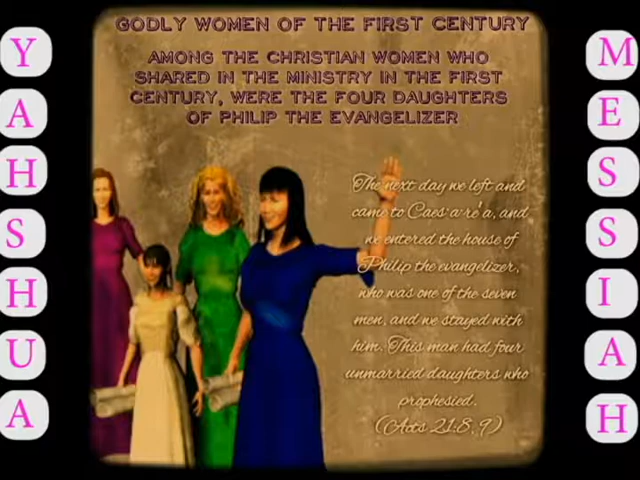 GODLY WOMEN OF THE FIRST CENTURY
AMONG THE CHRISTIAN WOMEN WHO
SHARED IN THE MINISTRY IN THE FIRST
CENTURY, WERE THE FOUR DAUGHTERS
OF PHILIP THE EVANGELIZER
The next day we left and
came to Caes·a·re′a, and
we entered the house of
Philip the evangelizer,
who was one of the seven
men, and we stayed with
him. This man had four
unmarried daughters who
prophesied.
(Acts 21:8, 9)
Y
A
H
S
H
U
A
M
E
S
S
I
A
H